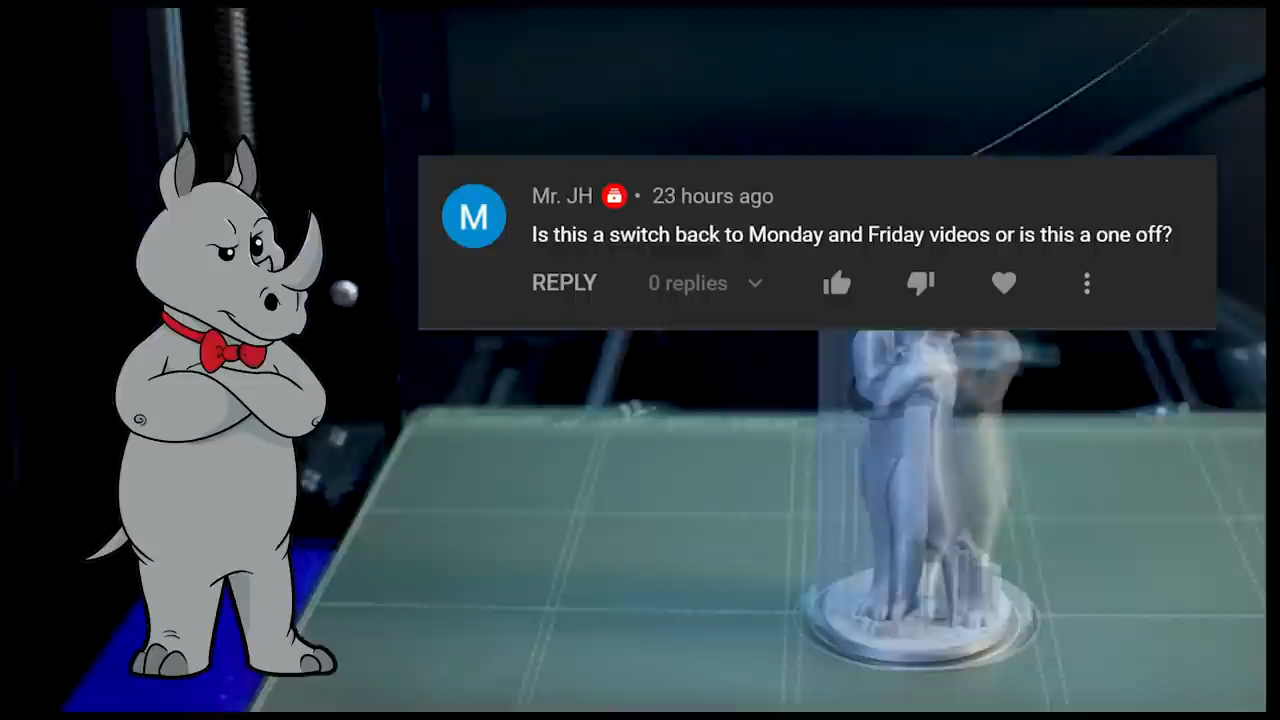 M
Mr. JH • 23 hours ago
Is this a switch back to Monday and Friday videos or is this a one off?
REPLY 0 replies